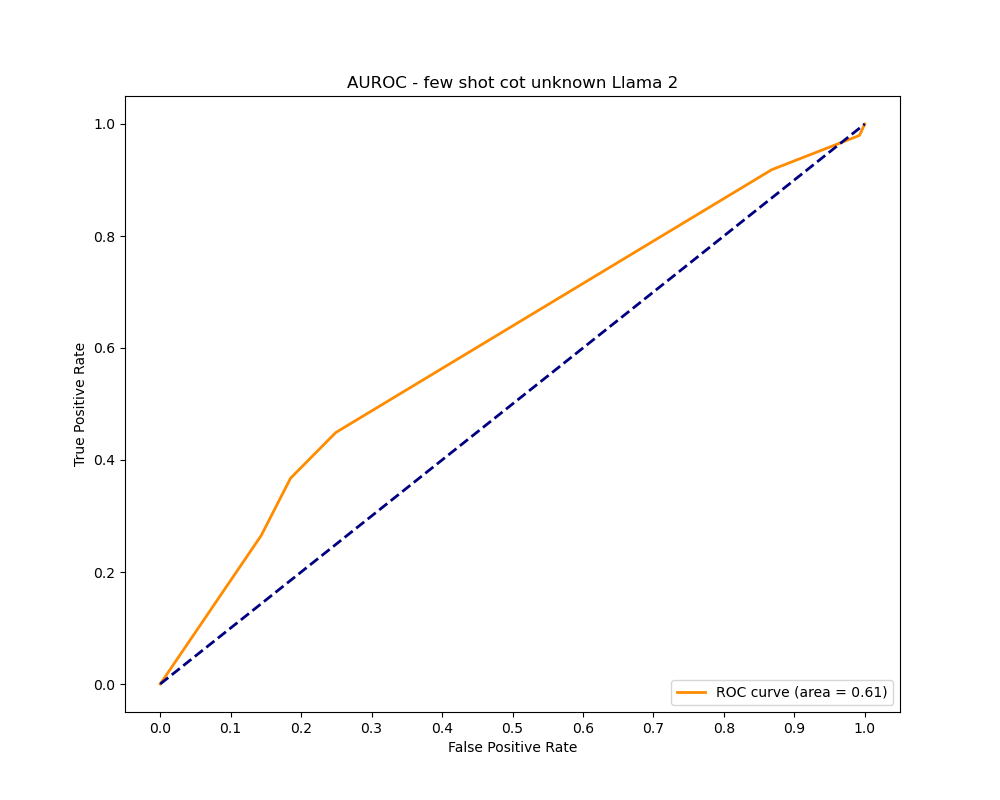 AUROC - few shot cot unknown Llama 2
1.0
0.8
0.6
0.4
0.2
0.0
True Positive Rate
ROC curve (area = 0.61)
0.0 0.1 0.2 0.3 0.4 0.5 0.6 0.7 0.8 0.9 1.0
False Positive Rate